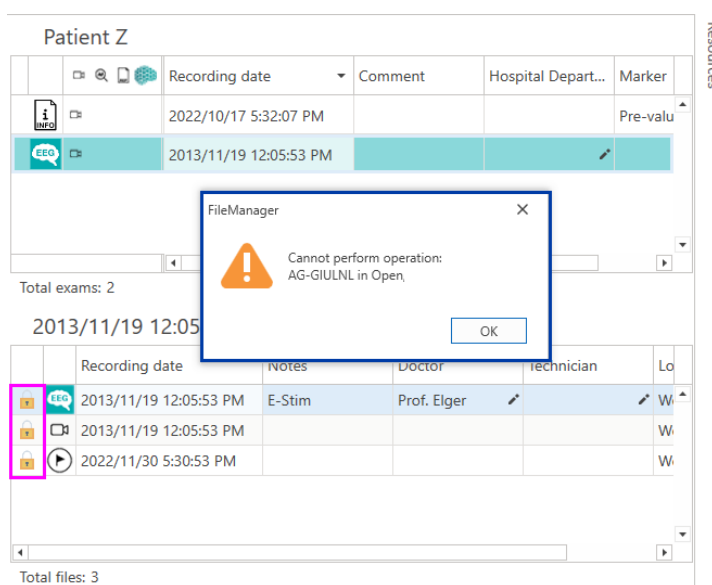 Resources
Patient Z
Recording date Comment Hospital Depart... Marker
INFO 2022/10/17 5:32:07 PM Pre-valu
EEG 2013/11/19 12:05:53 PM
FileManager
Cannot perform operation:
AG-GIULNL in Open,
OK
Total exams: 2
2013/11/19 12:05
Recording date Notes Doctor Technician Lo
EEG 2013/11/19 12:05:53 PM E-Stim Prof. Elger W
2013/11/19 12:05:53 PM W
2022/11/30 5:30:53 PM W
Total files: 3